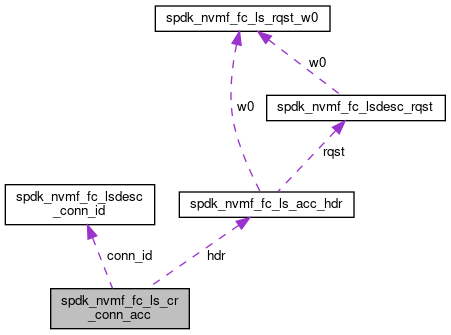 spdk_nvmf_fc_ls_rqst_w0
w0
spdk_nvmf_fc_lsdesc_rqst
w0
rqst
spdk_nvmf_fc_lsdesc
_conn_id
spdk_nvmf_fc_ls_acc_hdr
conn_id
hdr
spdk_nvmf_fc_ls_cr
_conn_acc